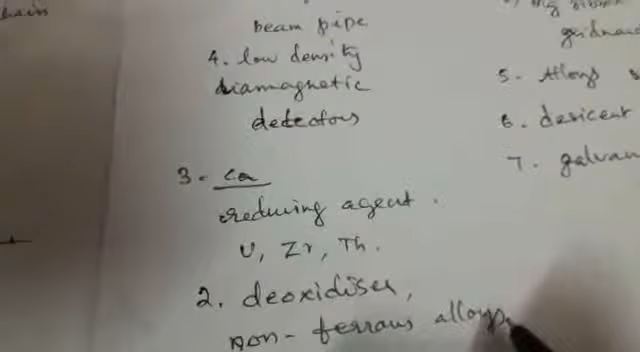 beam pipe
4. low density
diamagnetic
detectors
3. Ca
reducing agent.
U, Zr, Th.
2. deoxidiser,
non-ferrous alloys,
5. Alloys
6. desiccent
7. galvan